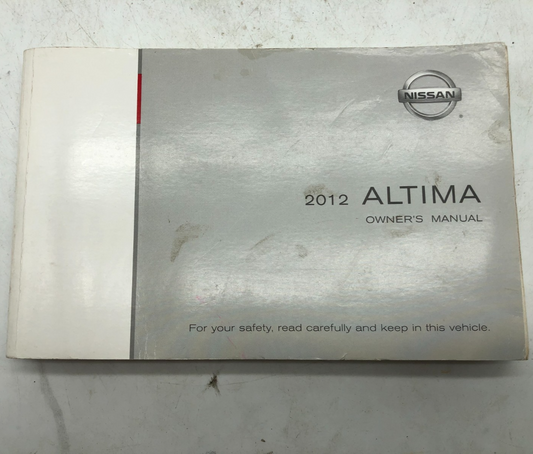 NISSAN
2012 ALTIMA
OWNER'S MANUAL
For your safety, read carefully and keep in this vehicle.